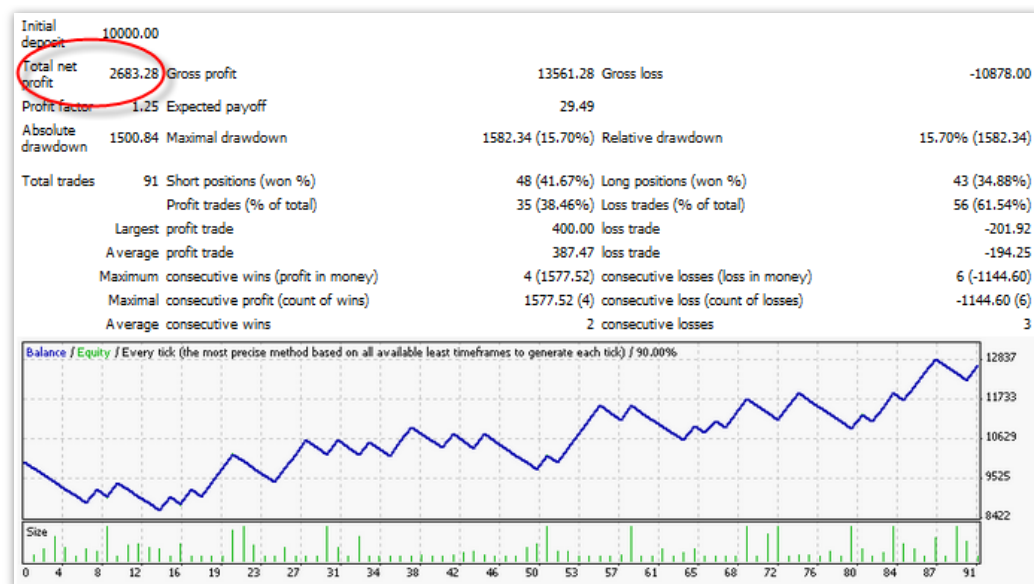 Initial deposit 10000.00
Total net profit 2683.28 Gross profit 13561.28 Gross loss -10878.00
Profit factor 1.25 Expected payoff 29.49
Absolute drawdown 1500.84 Maximal drawdown 1582.34 (15.70%) Relative drawdown 15.70% (1582.34)
Total trades 91 Short positions (won %) 48 (41.67%) Long positions (won %) 43 (34.88%)
Profit trades (% of total) 35 (38.46%) Loss trades (% of total) 56 (61.54%)
Largest profit trade 400.00 loss trade -201.92
Average profit trade 387.47 loss trade -194.25
Maximum consecutive wins (profit in money) 4 (1577.52) consecutive losses (loss in money) 6 (-1144.60)
Maximal consecutive profit (count of wins) 1577.52 (4) consecutive loss (count of losses) -1144.60 (6)
Average consecutive wins 2 consecutive losses 3
Balance / Equity / Every tick (the most precise method based on all available least timeframes to generate each tick) / 90.00%
12837
11733
10629
9525
8422
Size
0 4 8 12 16 19 23 27 31 34 38 42 46 50 53 57 61 65 68 72 76 80 84 87 91